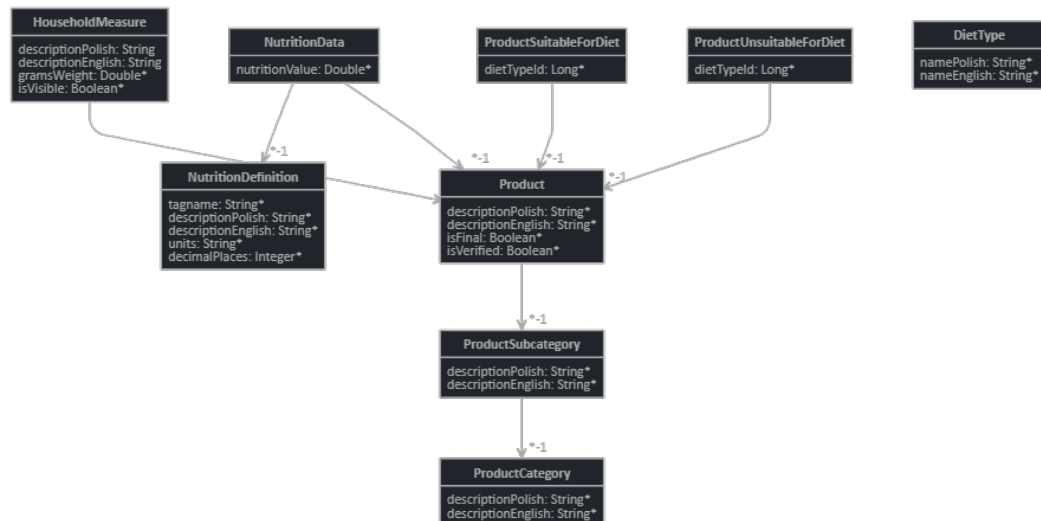 HouseholdMeasure
descriptionPolish: String
descriptionEnglish: String
gramsWeight: Double*
isVisible: Boolean*
NutritionData
nutritionValue: Double*
ProductSuitableForDiet
dietTypeId: Long*
ProductUnsuitableForDiet
dietTypeId: Long*
DietType
namePolish: String*
nameEnglish: String*
*-1
*-1
*-1
*-1
NutritionDefinition
tagname: String*
descriptionPolish: String*
descriptionEnglish: String*
units: String*
decimalPlaces: Integer*
Product
descriptionPolish: String*
descriptionEnglish: String*
isFinal: Boolean*
isVerified: Boolean*
*-1
ProductSubcategory
descriptionPolish: String*
descriptionEnglish: String*
*-1
ProductCategory
descriptionPolish: String*
descriptionEnglish: String*